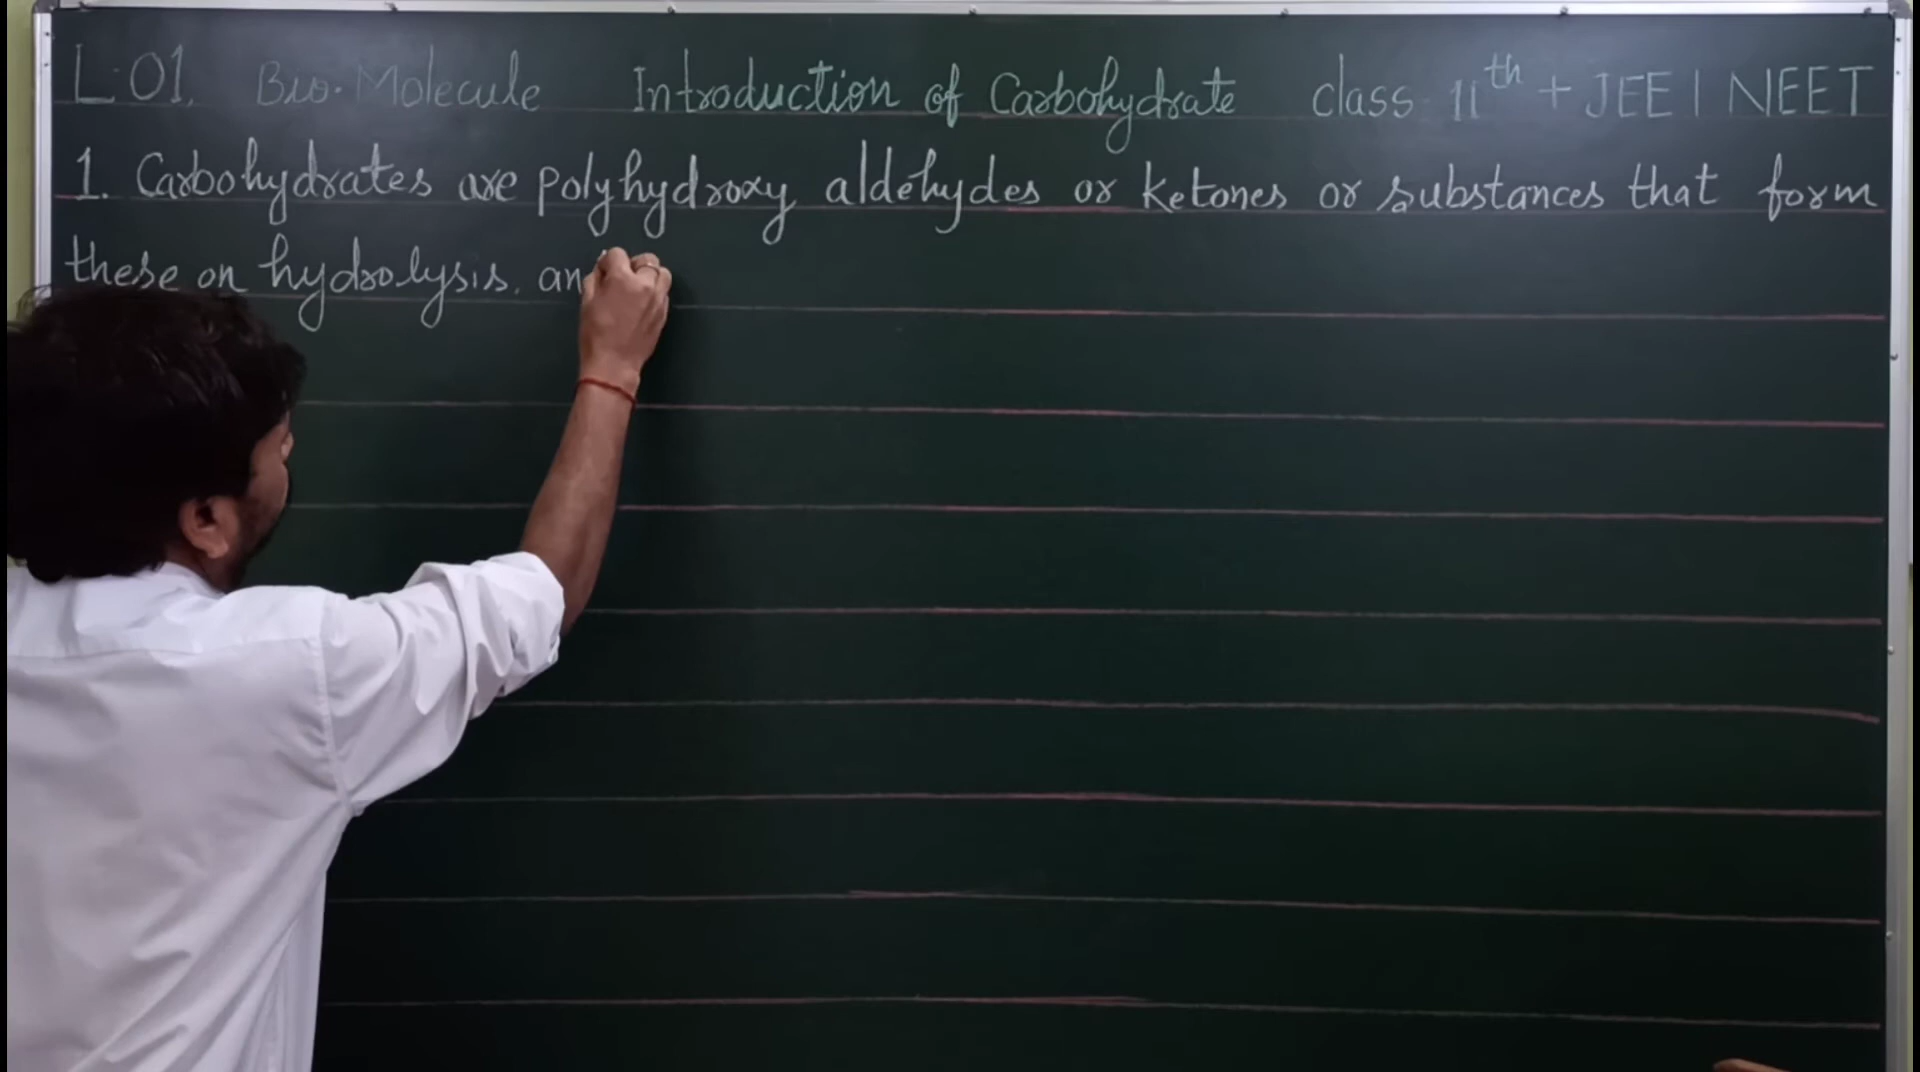 L-01. Bio-Molecule Introduction of Carbohydrate class 11th + JEE | NEET
1. Carbohydrates are polyhydroxy aldehydes or ketones or substances that form
these on hydrolysis. an